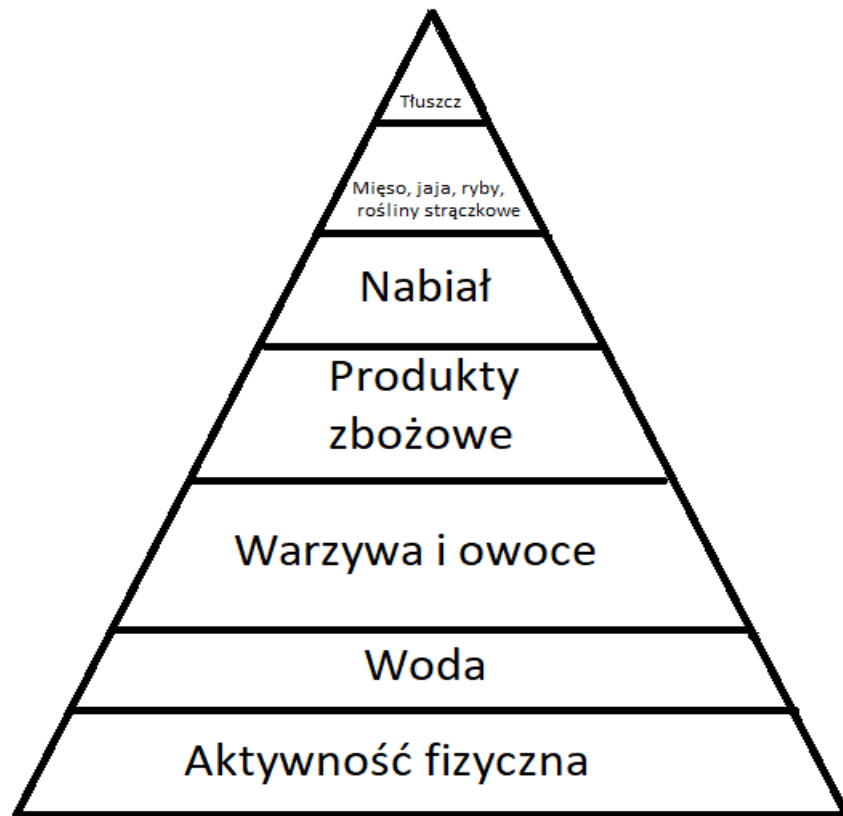 Tłuszcz
Mięso, jaja, ryby,
rośliny strączkowe
Nabiał
Produkty
zbożowe
Warzywa i owoce
Woda
Aktywność fizyczna